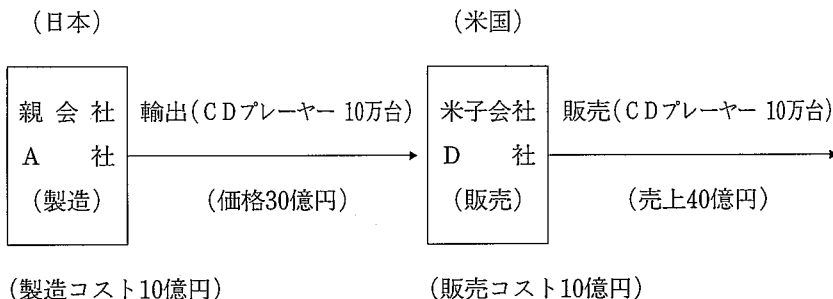 (日本)
(米国)
親会社
A 社
(製造)
輸出(CDプレーヤー 10万台)
(価格30億円)
米子会社
D 社
(販売)
販売(CDプレーヤー 10万台)
(売上40億円)
(製造コスト10億円)
(販売コスト10億円)